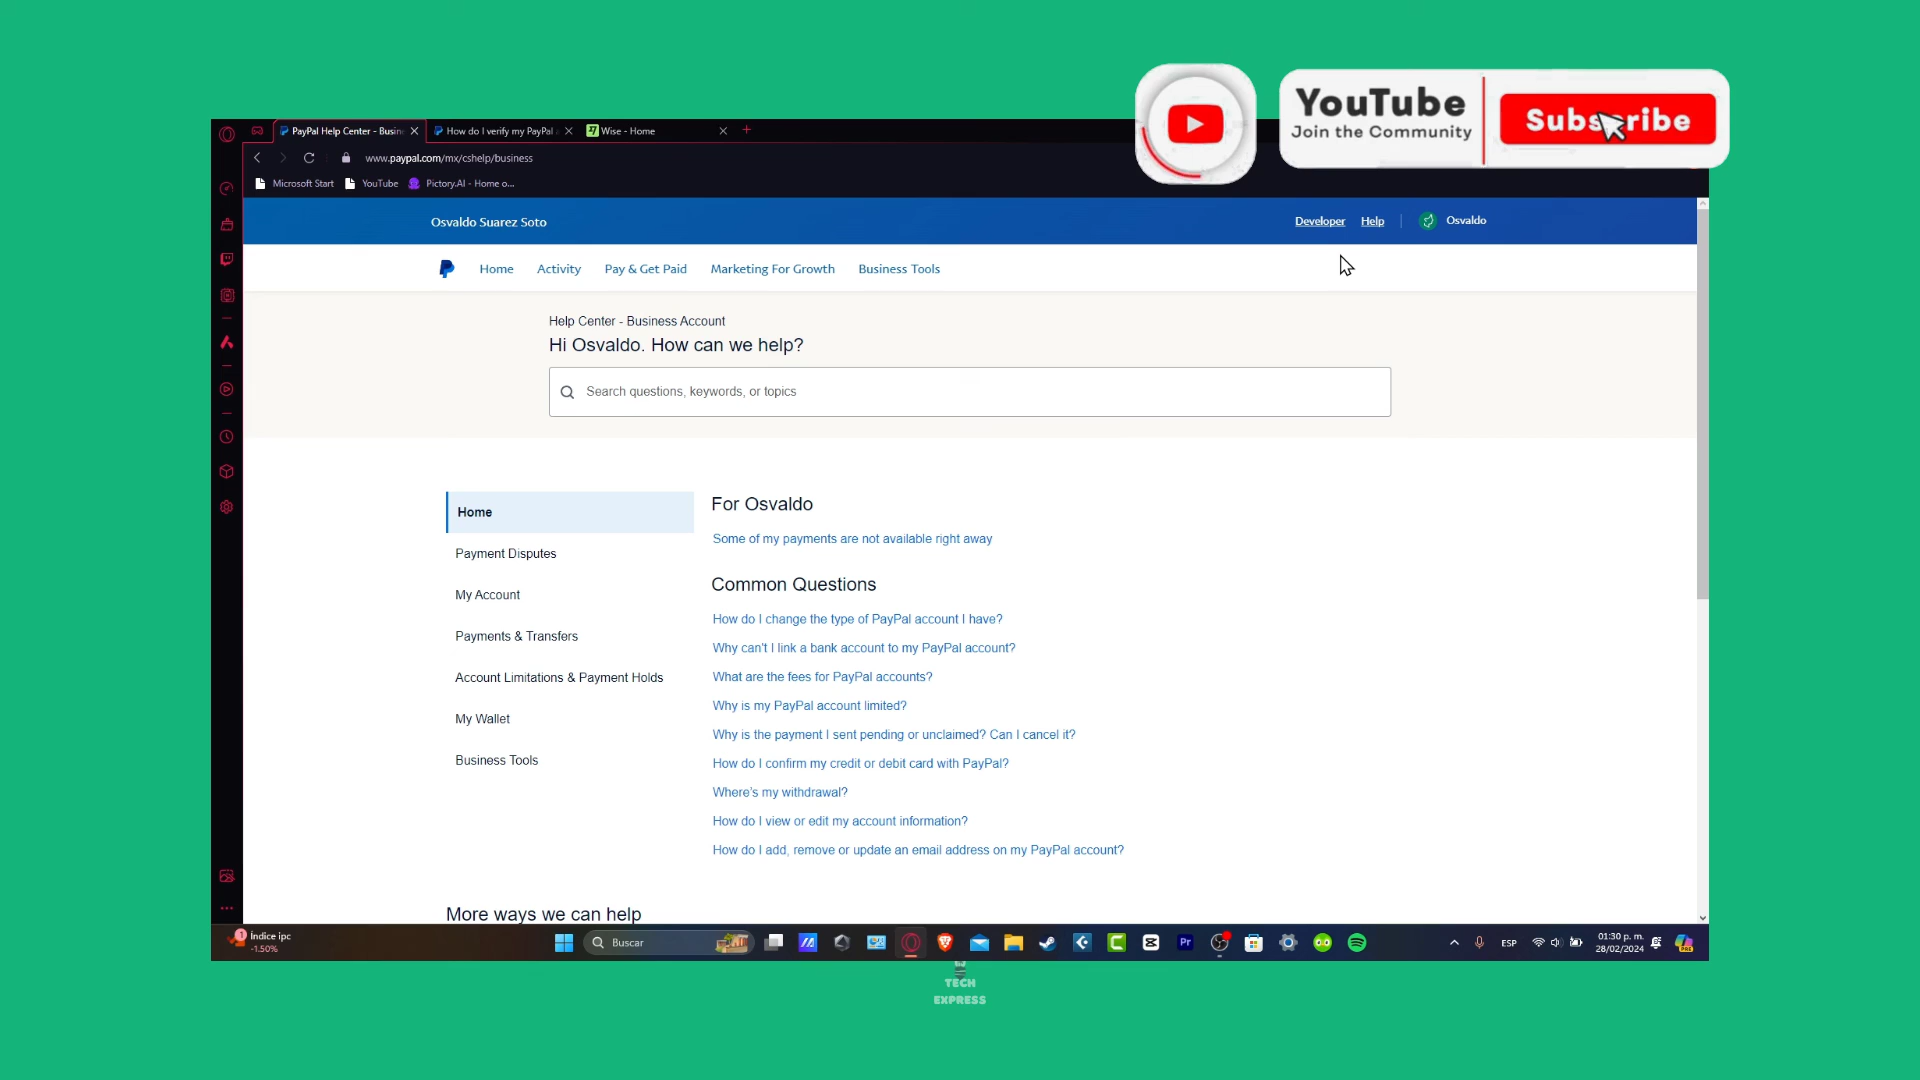 YouTube
Join the Community
Subscribe
PayPal Help Center - Busin
How do I verify my PayPal
Wise - Home
www.paypal.com/mx/cshelp/business
Microsoft Start
YouTube
Pictory.AI - Home o...
Osvaldo Suarez Soto
Developer
Help
Osvaldo
Home
Activity
Pay & Get Paid
Marketing For Growth
Business Tools
Help Center - Business Account
Hi Osvaldo. How can we help?
Search questions, keywords, or topics
Home
Payment Disputes
My Account
Payments & Transfers
Account Limitations & Payment Holds
My Wallet
Business Tools
For Osvaldo
Some of my payments are not available right away
Common Questions
How do I change the type of PayPal account I have?
Why can't I link a bank account to my PayPal account?
What are the fees for PayPal accounts?
Why is my PayPal account limited?
Why is the payment I sent pending or unclaimed? Can I cancel it?
How do I confirm my credit or debit card with PayPal?
Where's my withdrawal?
How do I view or edit my account information?
How do I add, remove or update an email address on my PayPal account?
More ways we can help
1
Índice ipc
-1.50%
Buscar
Pr
ESP
01:30 p. m.
28/02/2024
PRE
TECH
EXPRESS